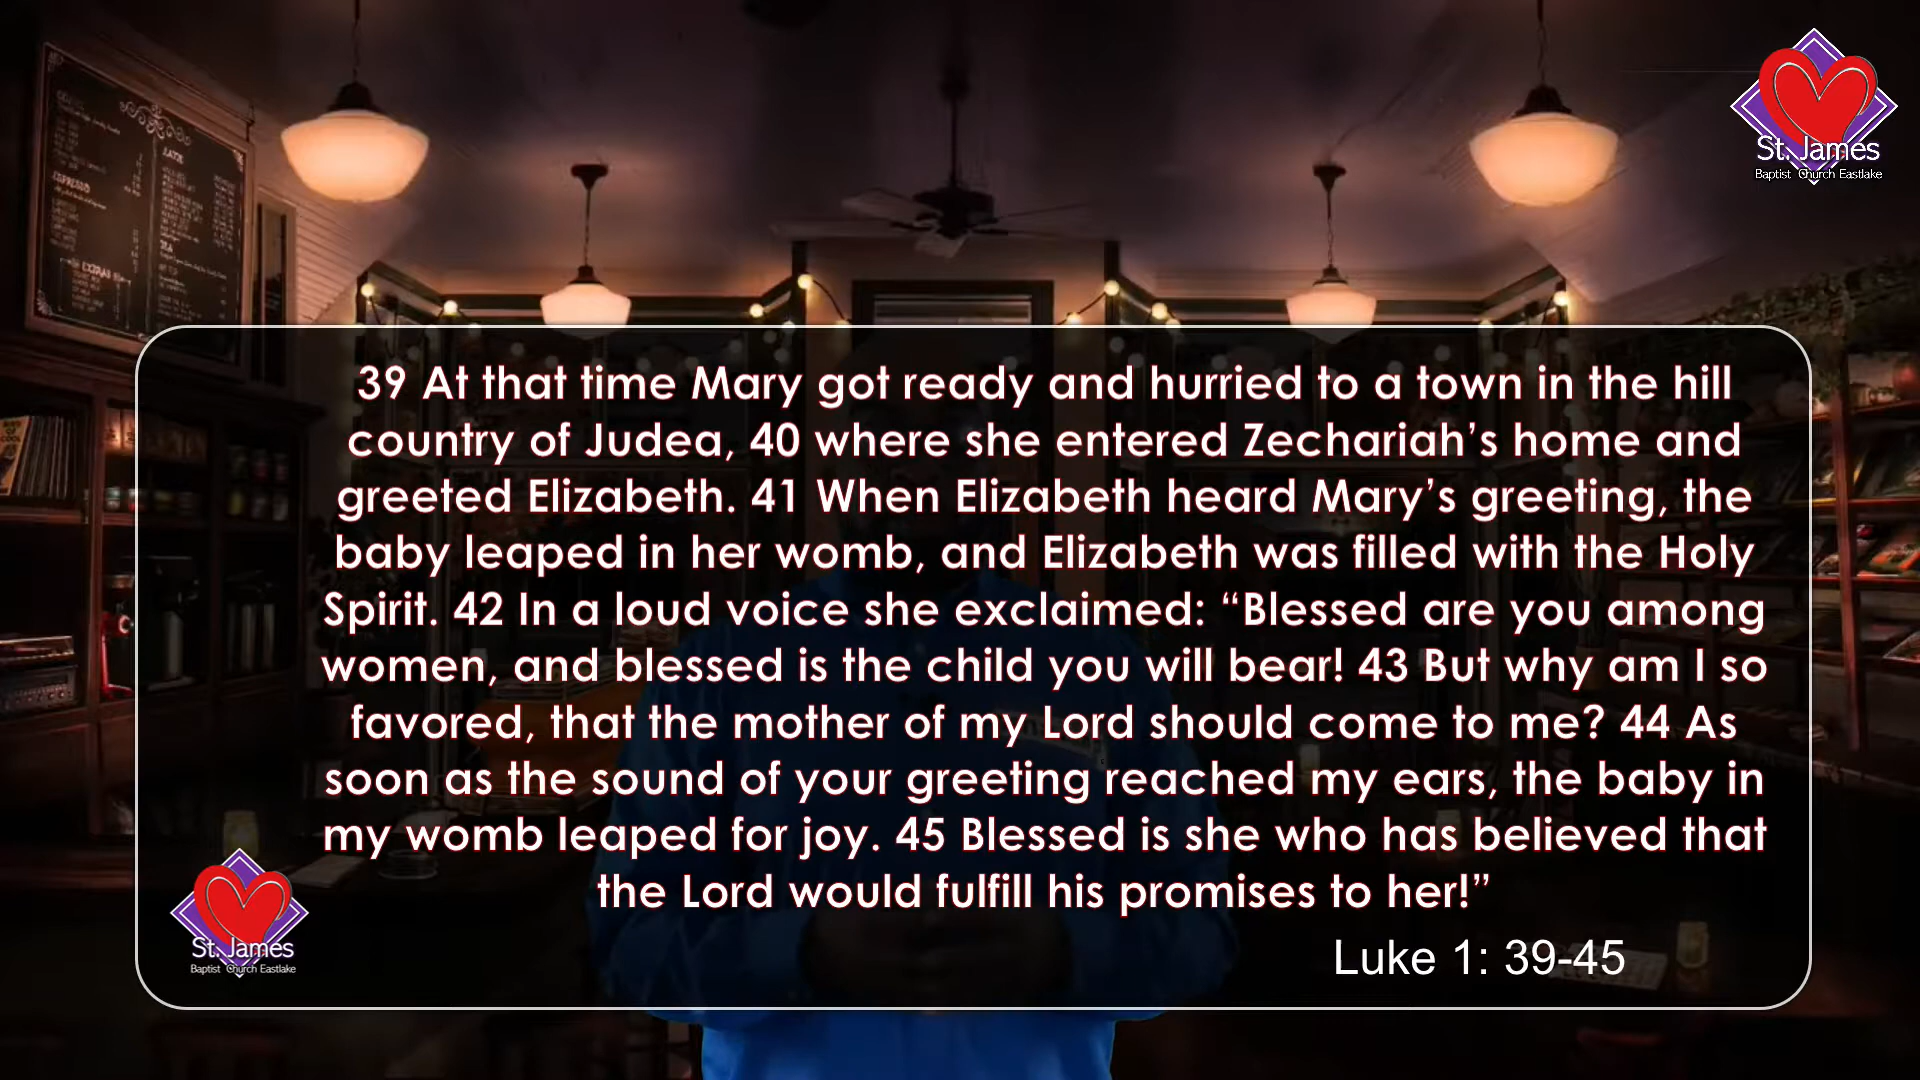 St. James
Baptist Church Eastlake
ESPRESSO
EXTRAS
39 At that time Mary got ready and hurried to a town in the hill
country of Judea, 40 where she entered Zechariah’s home and
greeted Elizabeth. 41 When Elizabeth heard Mary’s greeting, the
baby leaped in her womb, and Elizabeth was filled with the Holy
Spirit. 42 In a loud voice she exclaimed: “Blessed are you among
women, and blessed is the child you will bear! 43 But why am I so
favored, that the mother of my Lord should come to me? 44 As
soon as the sound of your greeting reached my ears, the baby in
my womb leaped for joy. 45 Blessed is she who has believed that
the Lord would fulfill his promises to her!”
Luke 1: 39-45
St. James
Baptist Church Eastlake